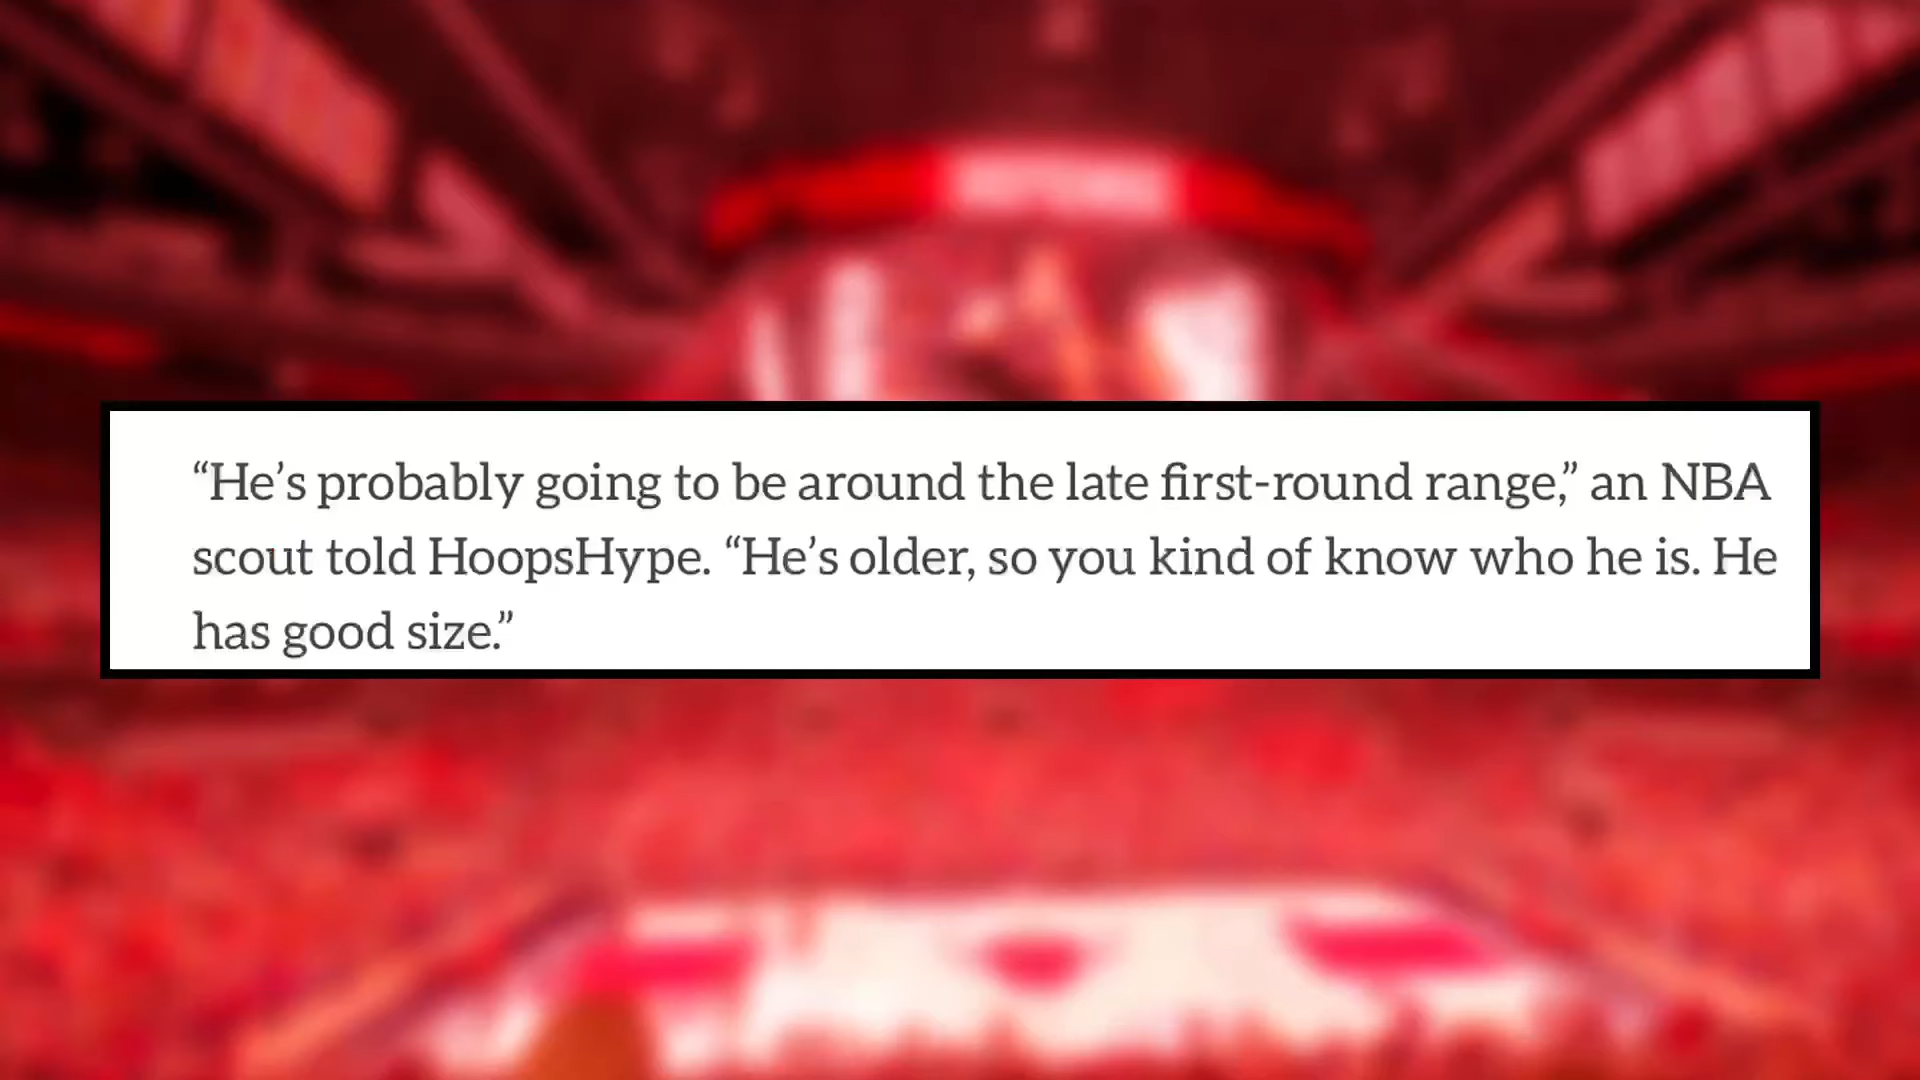 “He’s probably going to be around the late first-round range,” an NBA
scout told HoopsHype. “He’s older, so you kind of know who he is. He
has good size.”